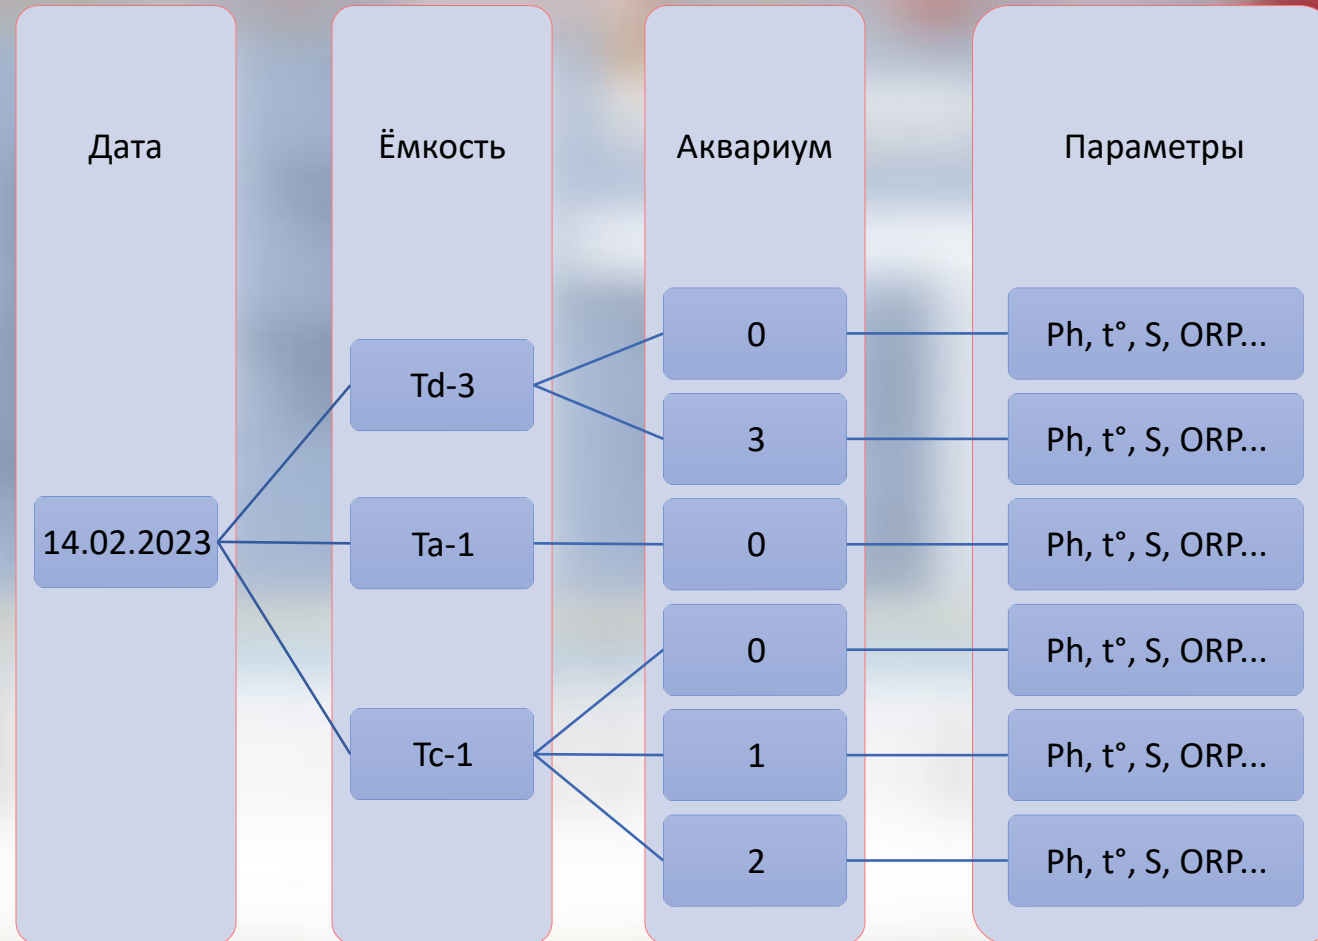 Дата
Ёмкость
Аквариум
Параметры
14.02.2023
Td-3
0
Ph, t°, S, ORP...
3
Ph, t°, S, ORP...
Ta-1
0
Ph, t°, S, ORP...
Tc-1
0
Ph, t°, S, ORP...
1
Ph, t°, S, ORP...
2
Ph, t°, S, ORP...